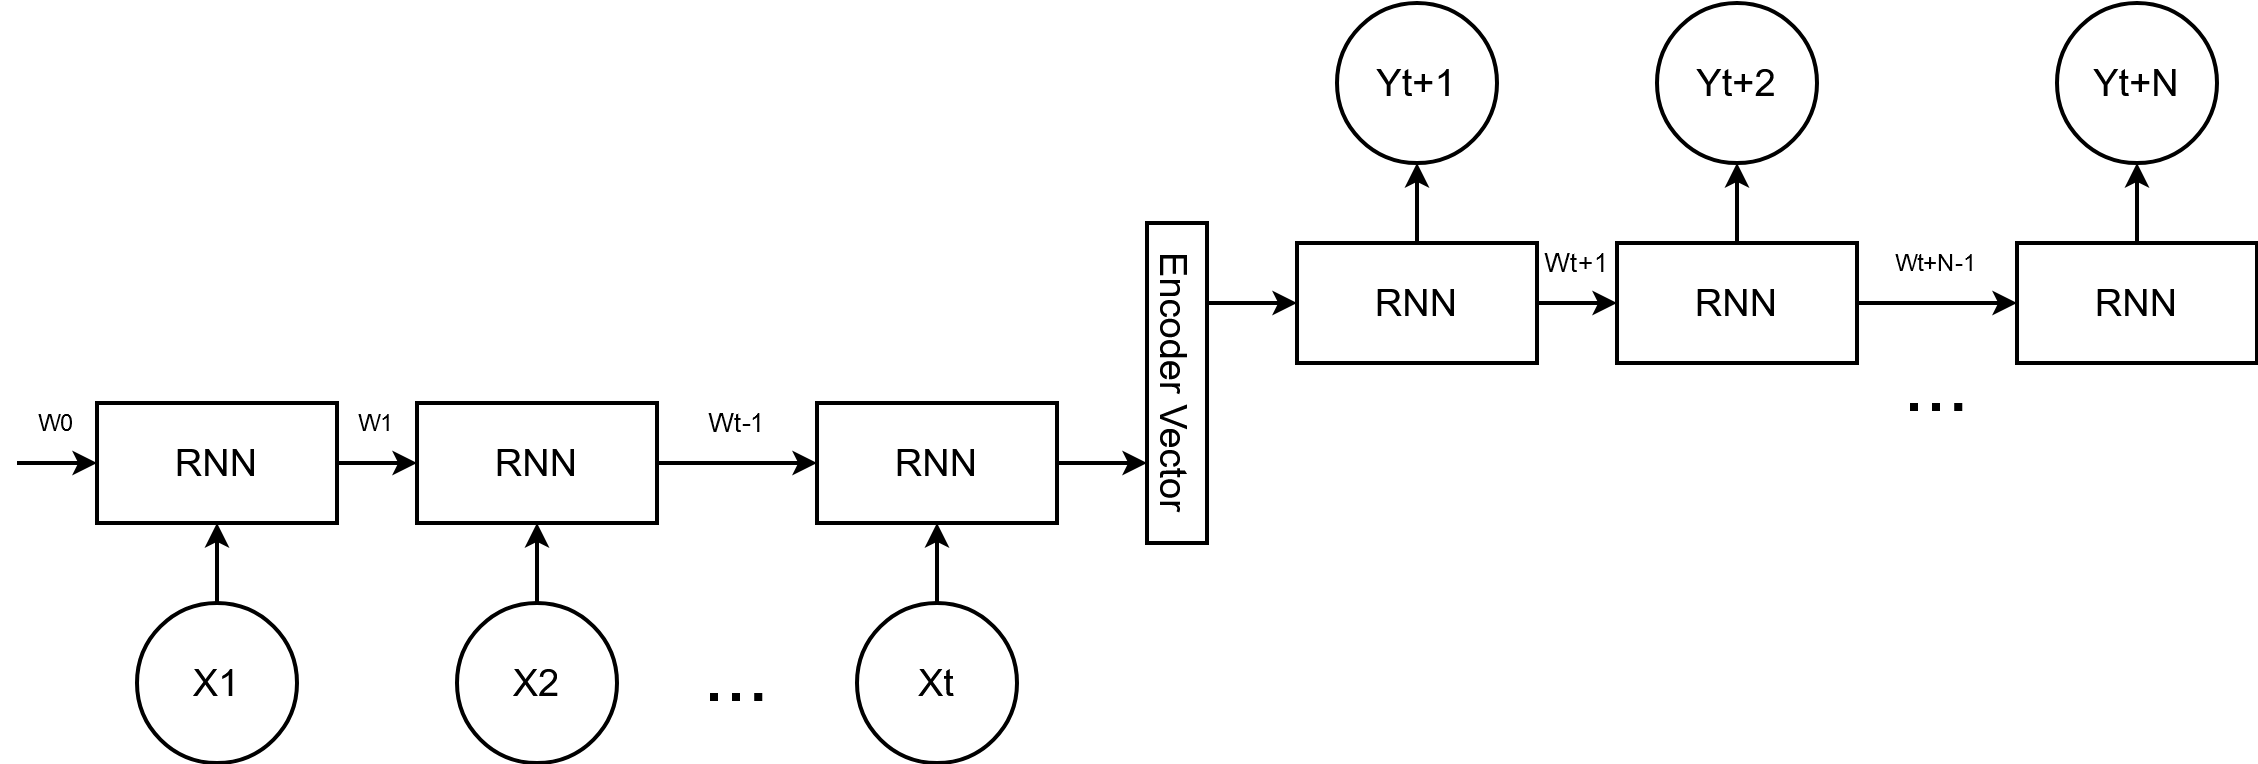 Yt+1
Yt+2
Yt+N
Encoder Vector
RNN
Wt+1
RNN
Wt+N-1
RNN
...
W0
RNN
W1
RNN
Wt-1
RNN
X1
X2
...
Xt